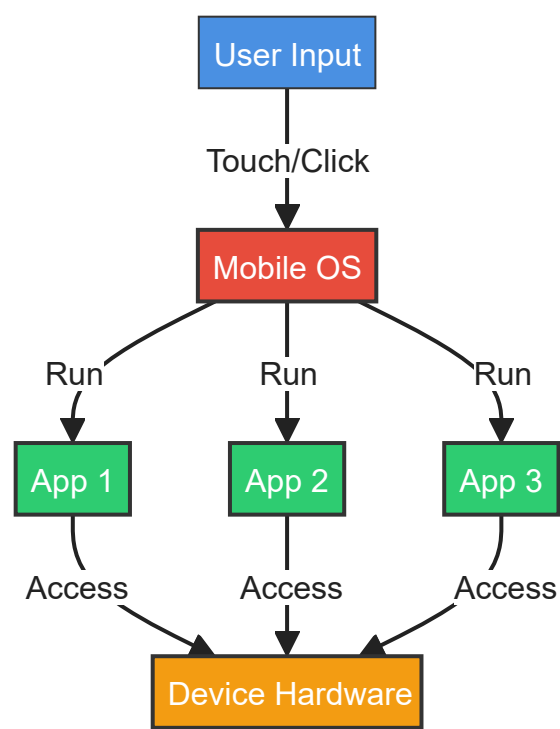 User Input
Touch/Click
Mobile OS
Run
Run
Run
App 1
App 2
App 3
Access
Access
Access
Device Hardware